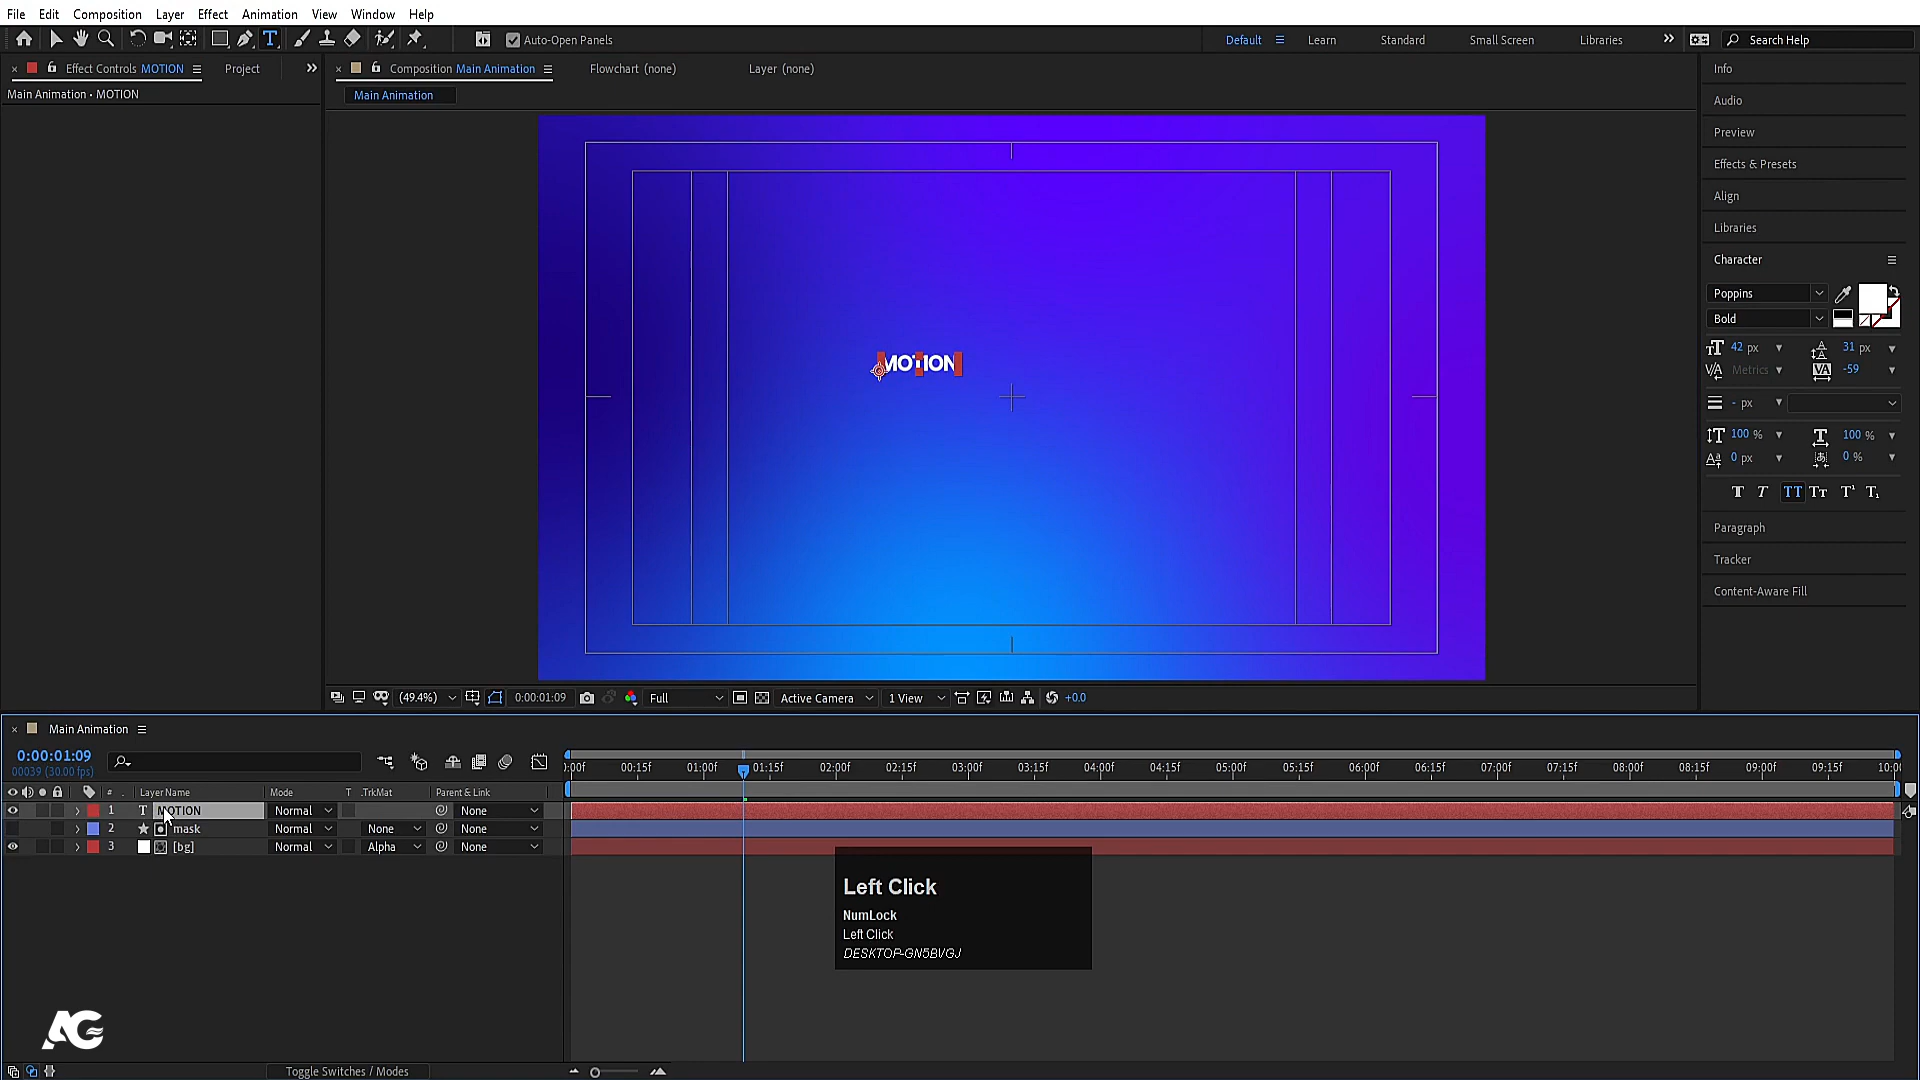 File Edit Composition Layer Effect Animation View Window Help
Auto-Open Panels Default Learn Standard Small Screen Libraries Search Help
Effect Controls MOTION Project Composition Main Animation Flowchart (none) Layer (none) Info
Main Animation • MOTION Main Animation
Audio
Preview
Effects & Presets
Align
Libraries
Character
Poppins
Bold
42 px 31 px
Metrics -59
- px
100 % 100 %
0 px 0 %
Paragraph
Tracker
Content-Aware Fill
MOTION
(49.4%) 0:00:01:09 Full Active Camera 1 View +0.0
Main Animation
0:00:01:09
00039 (30.00 fps)
:00f 00:15f 01:00f 01:15f 02:00f 02:15f 03:00f 03:15f 04:00f 04:15f 05:00f 05:15f 06:00f 06:15f 07:00f 07:15f 08:00f 08:15f 09:00f 09:15f 10:0
# Layer Name Mode T .TrkMat Parent & Link
1 T MOTION Normal None
2 mask Normal None None
3 [bg] Normal Alpha None
Left Click
NumLock
Left Click
DESKTOP-GN5BVGJ
AG
Toggle Switches / Modes